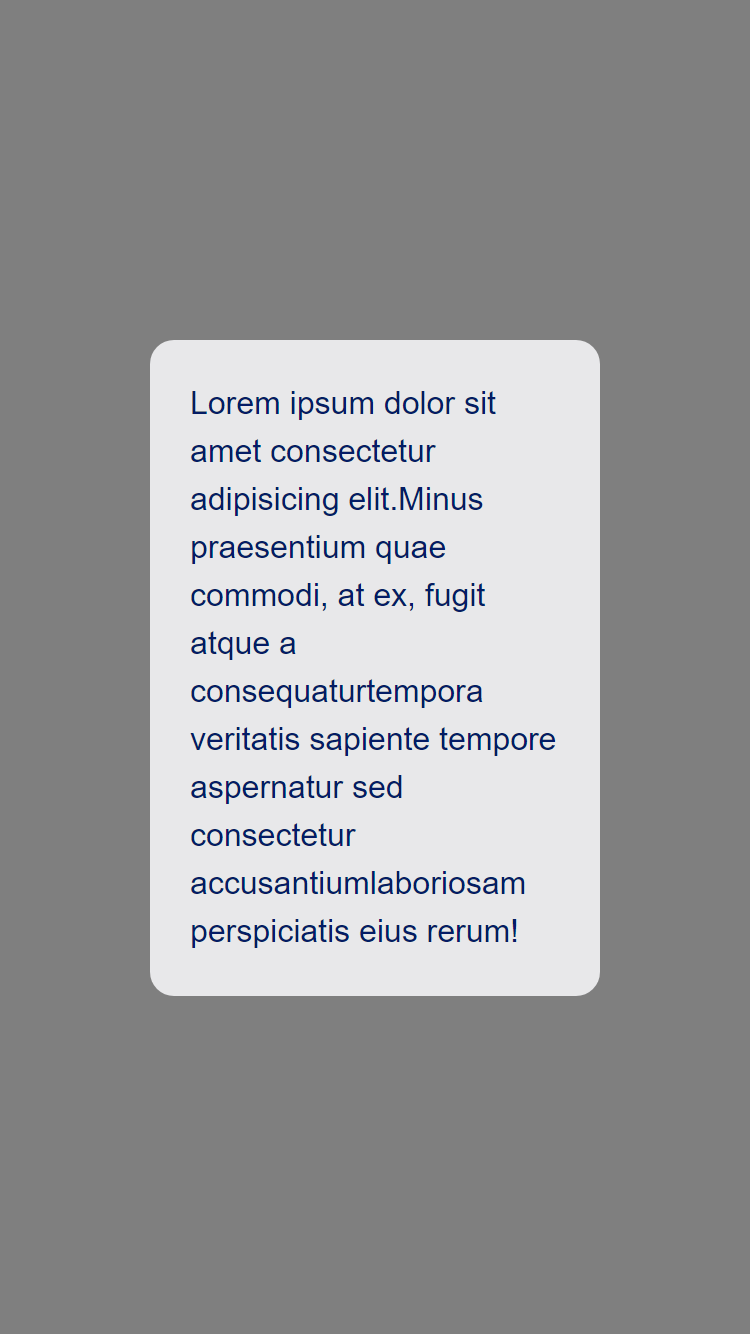 Lorem ipsum dolor sit
amet consectetur
adipisicing elit.Minus
praesentium quae
commodi, at ex, fugit
atque a
consequaturtempora
veritatis sapiente tempore
aspernatur sed
consectetur
accusantiumlaboriosam
perspiciatis eius rerum!